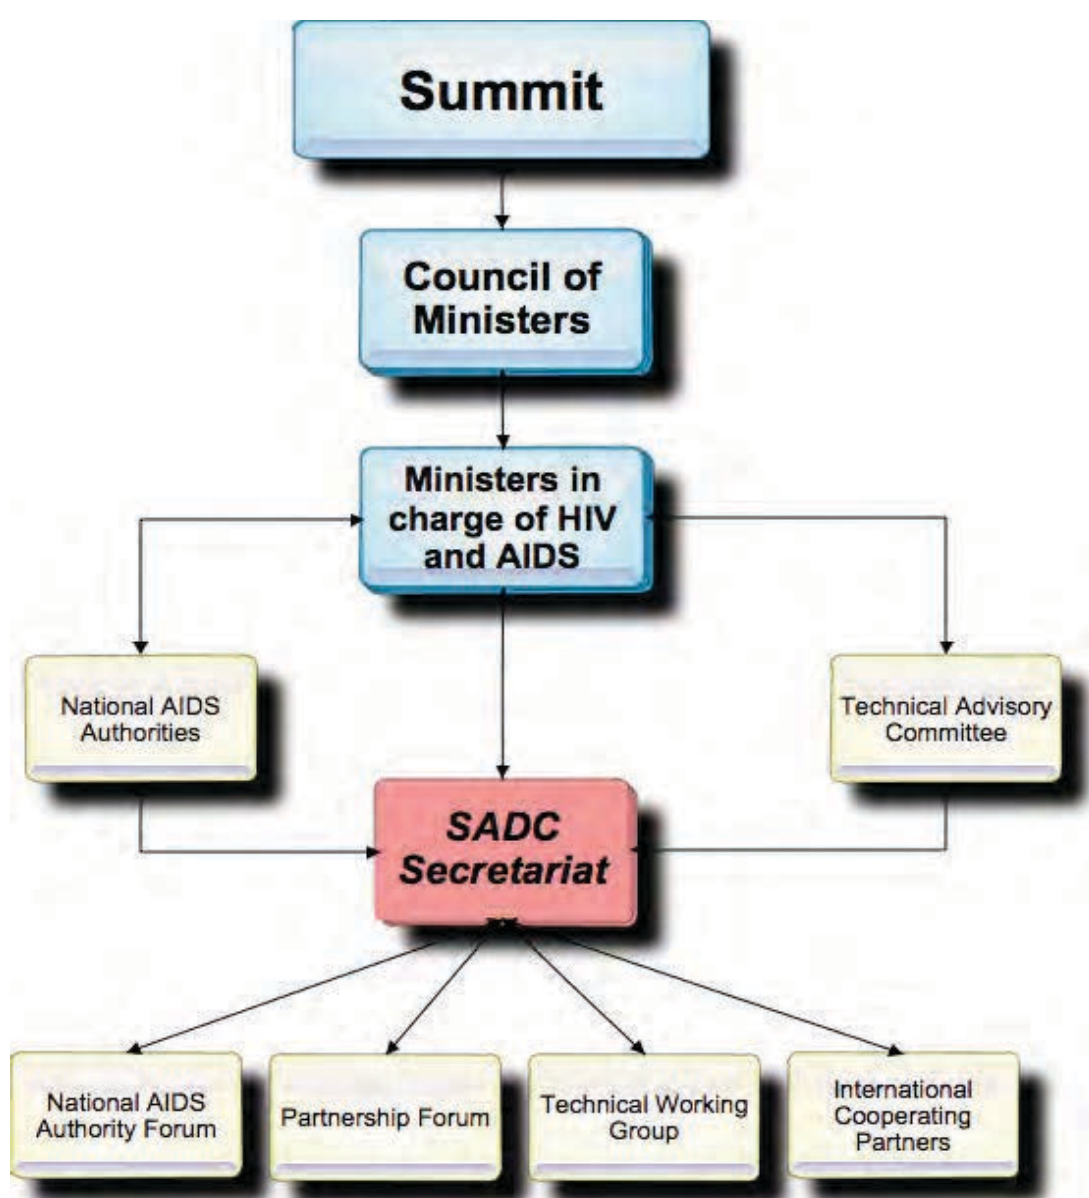 Summit
Council of
Ministers
Ministers in
charge of HIV
and AIDS
National AIDS
Authorities
Technical Advisory
Committee
SADC
Secretariat
National AIDS
Authority Forum
Partnership Forum
Technical Working
Group
International
Cooperating
Partners